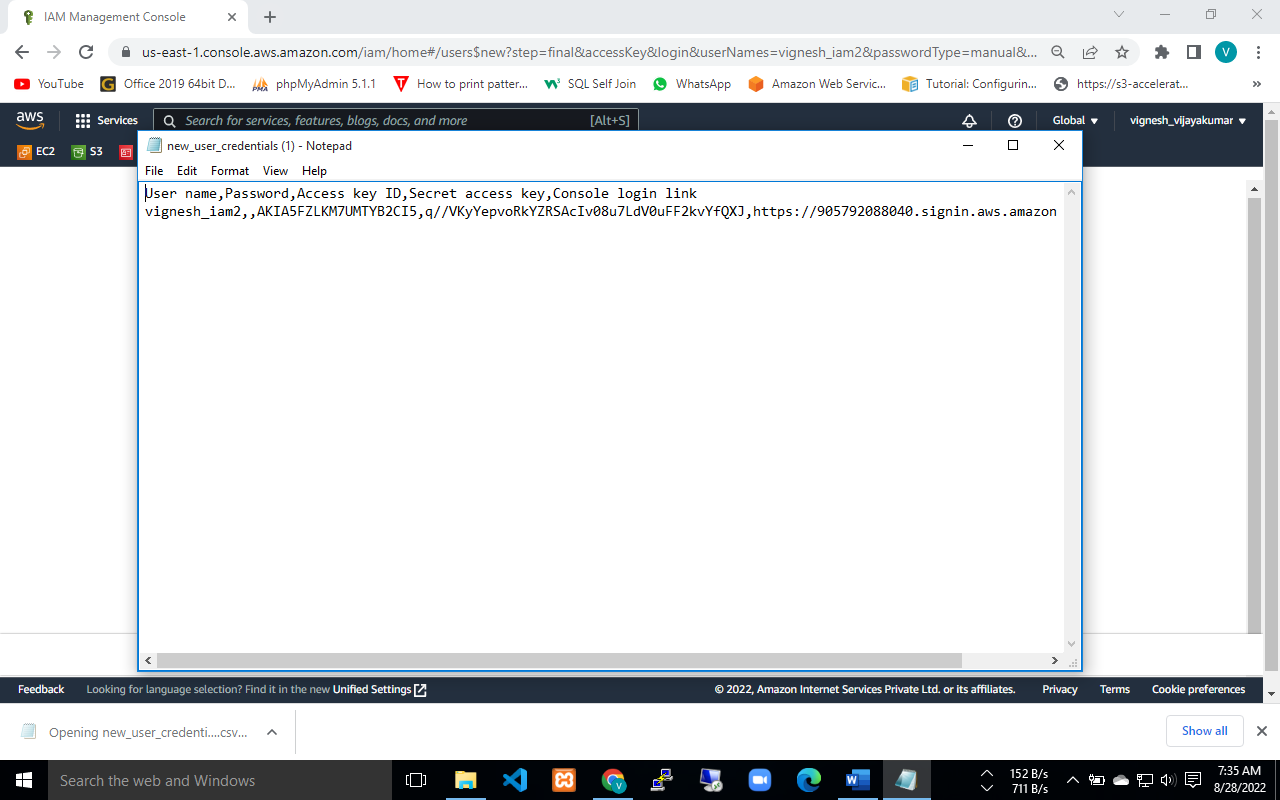 IAM Management Console
us-east-1.console.aws.amazon.com/iam/home#/users$new?step=final&accessKey&login&userNames=vignesh_iam2&passwordType=manual&...
V
YouTube
Office 2019 64bit D...
phpMyAdmin 5.1.1
How to print patter...
SQL Self Join
WhatsApp
Amazon Web Servic...
Tutorial: Configurin...
https://s3-accelerat...
»
aws
Services
Search for services, features, blogs, docs, and more
[Alt+S]
Global
vignesh_vijayakumar
EC2
S3
new_user_credentials (1) - Notepad
File Edit Format View Help
User name,Password,Access key ID,Secret access key,Console login link
vignesh_iam2,,AKIA5FZLKM7UMTYB2CI5,q//VKyYepvoRkYZRSAcIv08u7LdV0uFF2kvYfQXJ,https://905792088040.signin.aws.amazon
Feedback
Looking for language selection? Find it in the new Unified Settings
© 2022, Amazon Internet Services Private Ltd. or its affiliates.
Privacy
Terms
Cookie preferences
Opening new_user_credenti....csv...
Show all
Search the web and Windows
152 B/s
711 B/s
7:35 AM
8/28/2022